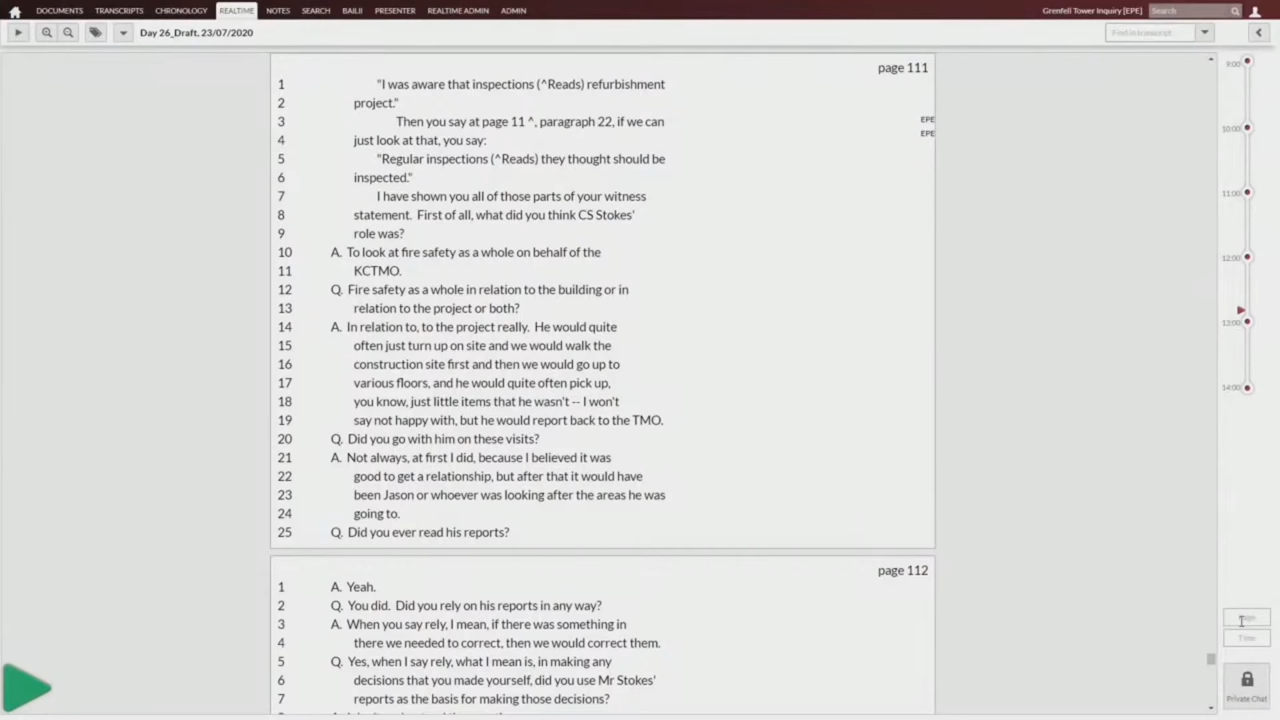 DOCUMENTS TRANSCRIPTS CHRONOLOGY REALTIME NOTES SEARCH BAILII PRESENTER REALTIME ADMIN ADMIN Grenfell Tower Inquiry [EPE] Search
Day 26_Draft, 23/07/2020 Find in transcript
page 111
1 "I was aware that inspections (^Reads) refurbishment
2 project."
3 Then you say at page 11 ^, paragraph 22, if we can
EPE
4 just look at that, you say:
EPE
5 "Regular inspections (^Reads) they thought should be
6 inspected."
7 I have shown you all of those parts of your witness
8 statement. First of all, what did you think CS Stokes'
9 role was?
10 A. To look at fire safety as a whole on behalf of the
11 KCTMO.
12 Q. Fire safety as a whole in relation to the building or in
13 relation to the project or both?
14 A. In relation to, to the project really. He would quite
15 often just turn up on site and we would walk the
16 construction site first and then we would go up to
17 various floors, and he would quite often pick up,
18 you know, just little items that he wasn't -- I won't
19 say not happy with, but he would report back to the TMO.
20 Q. Did you go with him on these visits?
21 A. Not always, at first I did, because I believed it was
22 good to get a relationship, but after that it would have
23 been Jason or whoever was looking after the areas he was
24 going to.
25 Q. Did you ever read his reports?
page 112
1 A. Yeah.
2 Q. You did. Did you rely on his reports in any way?
3 A. When you say rely, I mean, if there was something in
4 there we needed to correct, then we would correct them.
5 Q. Yes, when I say rely, what I mean is, in making any
6 decisions that you made yourself, did you use Mr Stokes'
7 reports as the basis for making those decisions?
9:00
10:00
11:00
12:00
13:00
14:00
Time
Private Chat